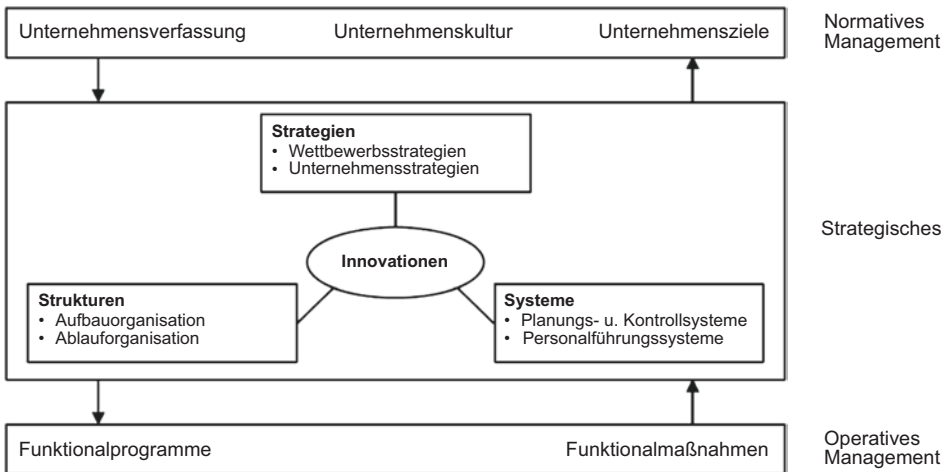 Unternehmensverfassung Unternehmenskultur Unternehmensziele
Normatives
Management
Strategien
• Wettbewerbsstrategien
• Unternehmensstrategien
Strategisches
Innovationen
Strukturen
• Aufbauorganisation
• Ablauforganisation
Systeme
• Planungs- u. Kontrollsysteme
• Personalführungssysteme
Funktionalprogramme Funktionalmaßnahmen
Operatives
Management